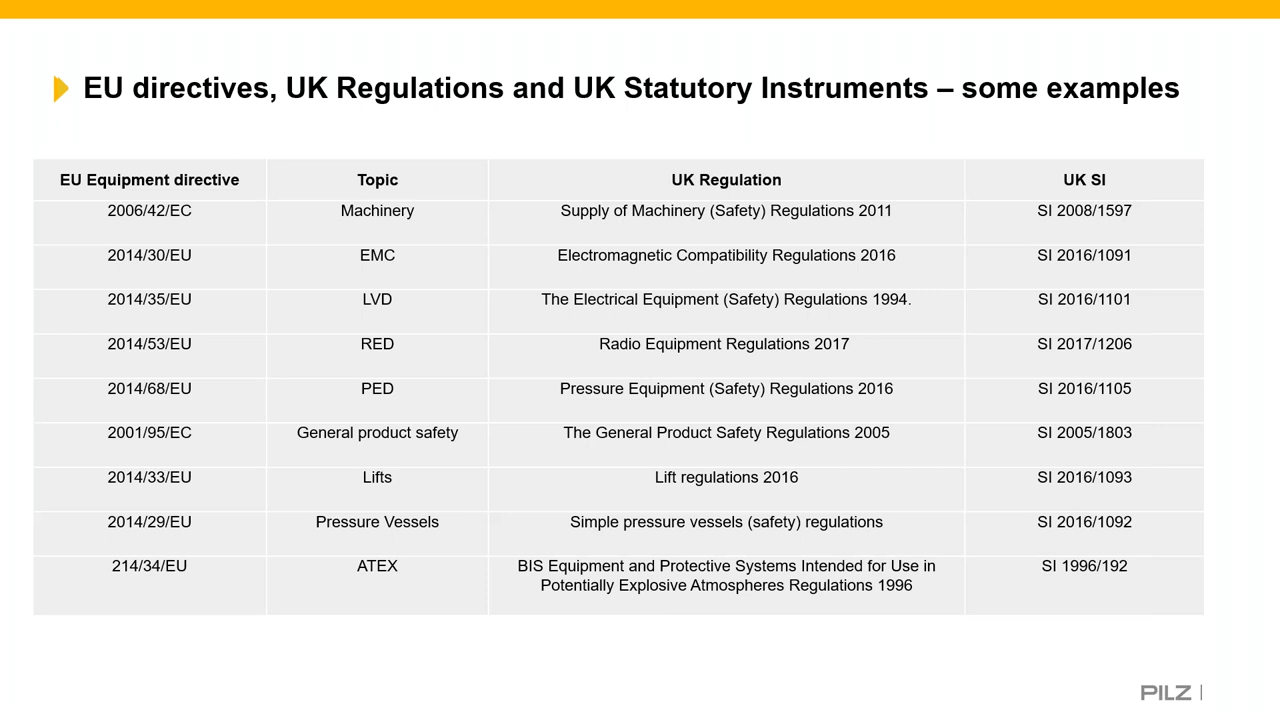 EU directives, UK Regulations and UK Statutory Instruments – some examples
EU Equipment directive Topic UK Regulation UK SI
2006/42/EC Machinery Supply of Machinery (Safety) Regulations 2011 SI 2008/1597
2014/30/EU EMC Electromagnetic Compatibility Regulations 2016 SI 2016/1091
2014/35/EU LVD The Electrical Equipment (Safety) Regulations 1994. SI 2016/1101
2014/53/EU RED Radio Equipment Regulations 2017 SI 2017/1206
2014/68/EU PED Pressure Equipment (Safety) Regulations 2016 SI 2016/1105
2001/95/EC General product safety The General Product Safety Regulations 2005 SI 2005/1803
2014/33/EU Lifts Lift regulations 2016 SI 2016/1093
2014/29/EU Pressure Vessels Simple pressure vessels (safety) regulations SI 2016/1092
214/34/EU ATEX BIS Equipment and Protective Systems Intended for Use in SI 1996/192
Potentially Explosive Atmospheres Regulations 1996
PILZ